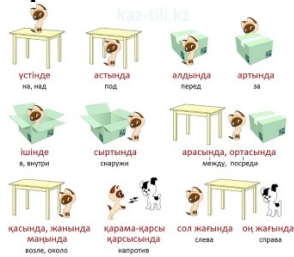 kaz-till.kz
үстінде астында алдында артында
на, над под перед за
ішінде сыртында арасында, ортасында
в, внутри снаружи между, посреди
қасында, жанында қарама-қарсы сол жағында оң жағында
маңында қарсысында слева справа
возле, около напротив